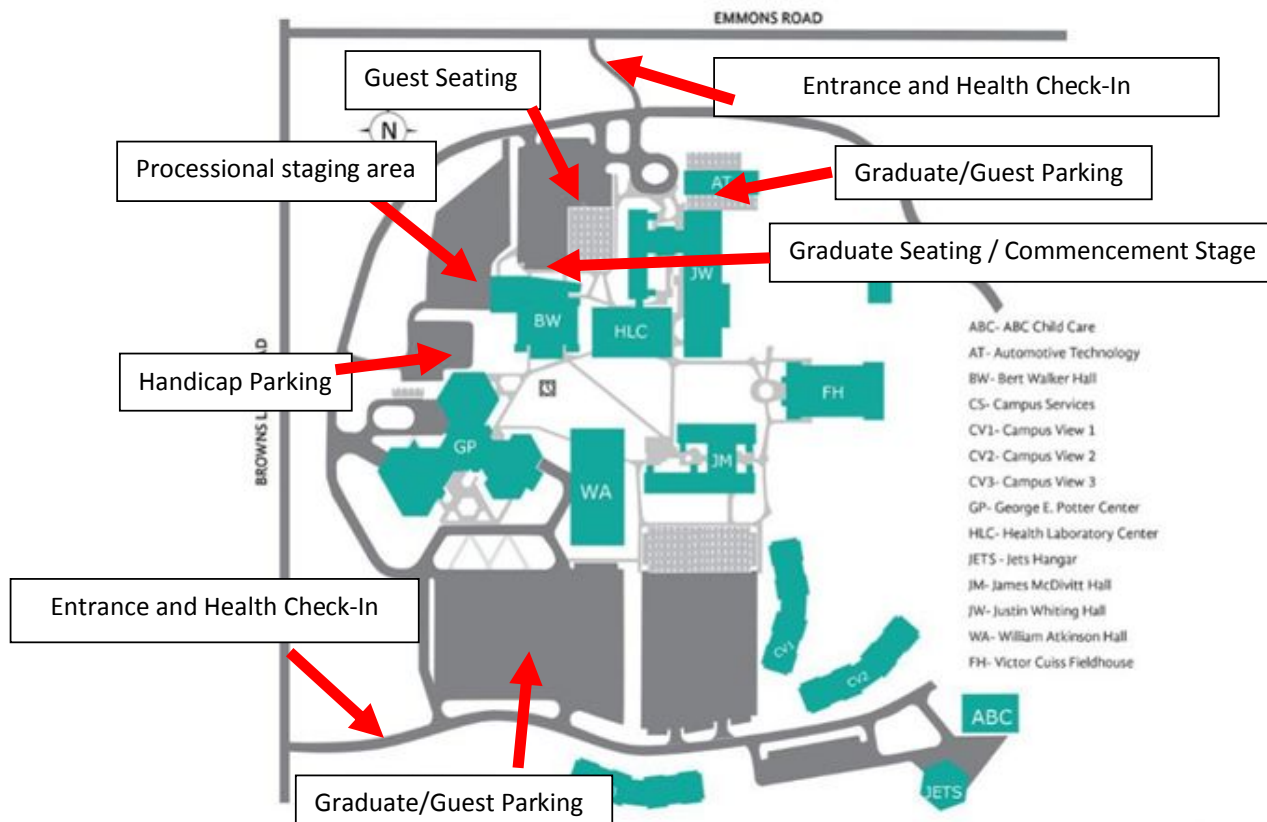 EMMONS ROAD
Guest Seating
Entrance and Health Check-In
N
Processional staging area
Graduate/Guest Parking
AT
Graduate Seating / Commencement Stage
JW
BW
HLC
Handicap Parking
FH
BROWNS L
AD
GP
JM
WA
ABC- ABC Child Care
AT- Automotive Technology
BW- Bert Walker Hall
CS- Campus Services
CV1- Campus View 1
CV2- Campus View 2
CV3- Campus View 3
GP- George E. Potter Center
HLC- Health Laboratory Center
JETS - Jets Hangar
JM- James McDivitt Hall
JW- Justin Whiting Hall
WA- William Atkinson Hall
FH- Victor Cuiss Fieldhouse
Entrance and Health Check-In
CV1
CV2
ABC
JETS
Graduate/Guest Parking